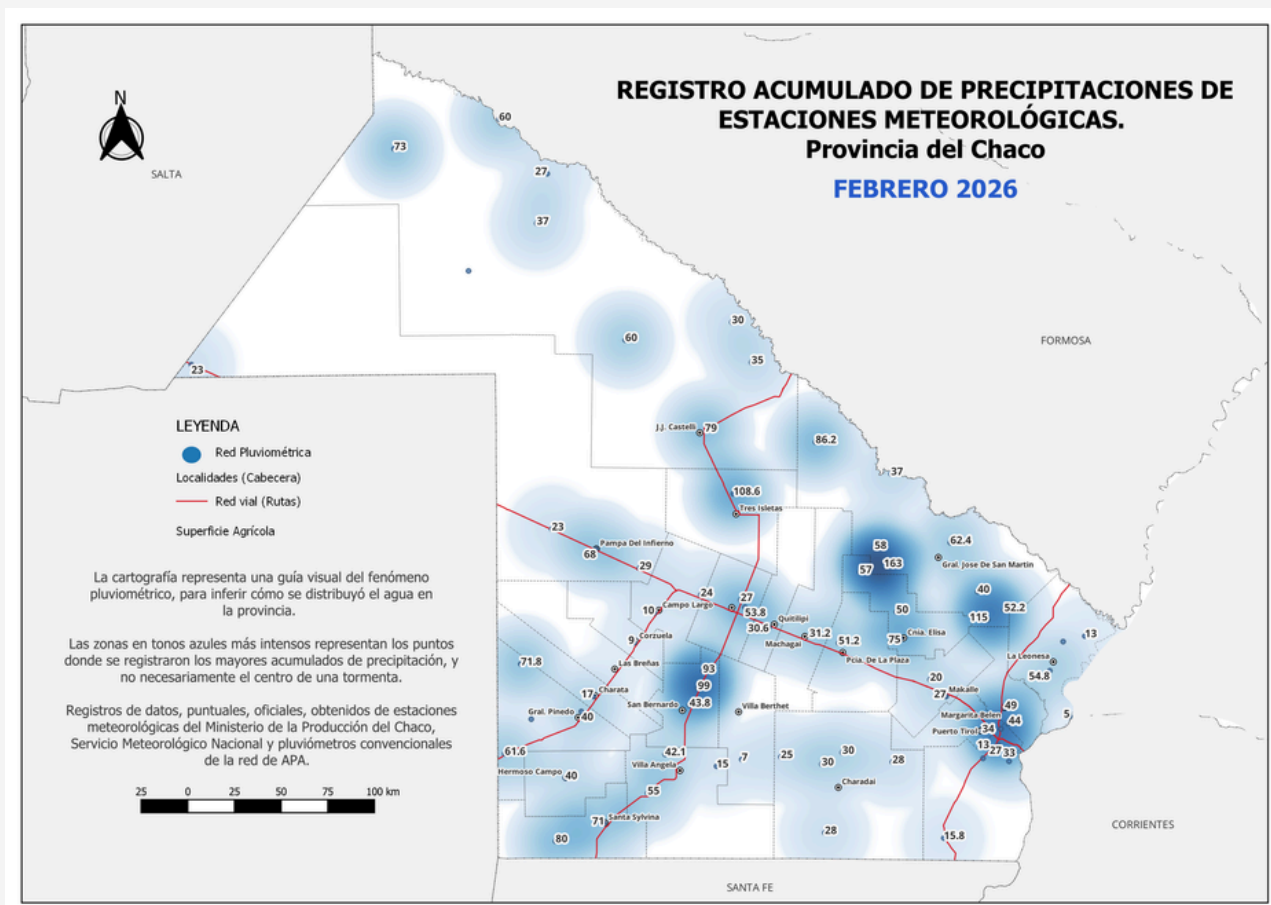 REGISTRO ACUMULADO DE PRECIPITACIONES DE
ESTACIONES METEOROLÓGICAS.
Provincia del Chaco
FEBRERO 2026
N
SALTA
FORMOSA
CORRIENTES
SANTA FE
60
73
27
37
30
60
35
23
J.J. Castelli
79
86.2
37
108.6
Tres Isletas
23
Pampa Del Infierno
68
29
58
163
57
62.4
Gral. Jose De San Martin
40
52.2
115
24
27
10
Campo Largo
53.8
50
30.6
Quitilipi
31.2
Machagai
51.2
75
Cnia. Elisa
13
9
Corzuela
Pcia. De La Plaza
La Leonesa
54.8
71.8
Las Breñas
93
99
20
27
Makalle
17
Charata
San Bernardo
43.8
Villa Berthet
49
Gral. Pinedo
40
Margarita Belen
44
5
Puerto Tirol
34
13
27
33
61.6
42.1
7
25
30
28
Hermoso Campo
40
Villa Angela
15
30
55
Charadai
71
Santa Sylvina
80
28
15.8
LEYENDA
Red Pluviométrica
Localidades (Cabecera)
Red vial (Rutas)
Superficie Agrícola
La cartografía representa una guía visual del fenómeno
pluviométrico, para inferir cómo se distribuyó el agua en
la provincia.
Las zonas en tonos azules más intensos representan los puntos
donde se registraron los mayores acumulados de precipitación, y
no necesariamente el centro de una tormenta.
Registros de datos, puntuales, oficiales, obtenidos de estaciones
meteorológicas del Ministerio de la Producción del Chaco,
Servicio Meteorológico Nacional y pluviómetros convencionales
de la red de APA.
25 0 25 50 75 100 km